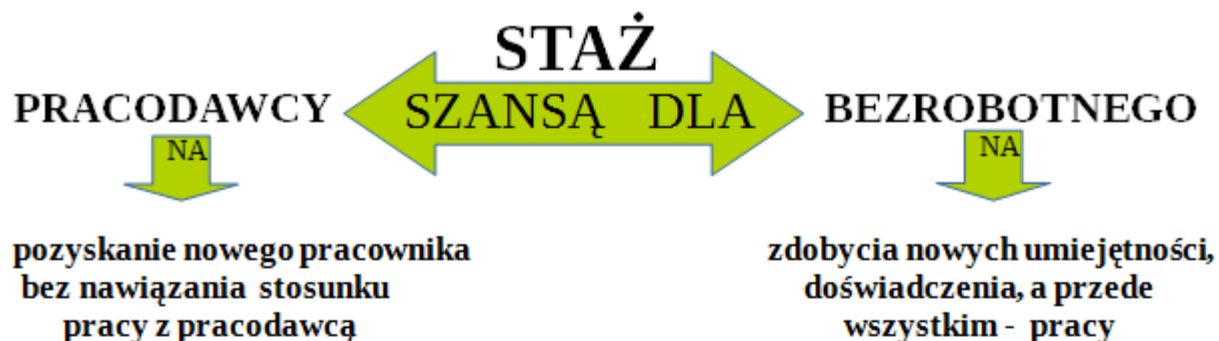 STAŻ
PRACODAWCY SZANSĄ DLA BEZROBOTNEGO
NA NA
pozyskanie nowego pracownika
bez nawiązania stosunku
pracy z pracodawcą
zdobycia nowych umiejętności,
doświadczenia, a przede
wszystkim - pracy